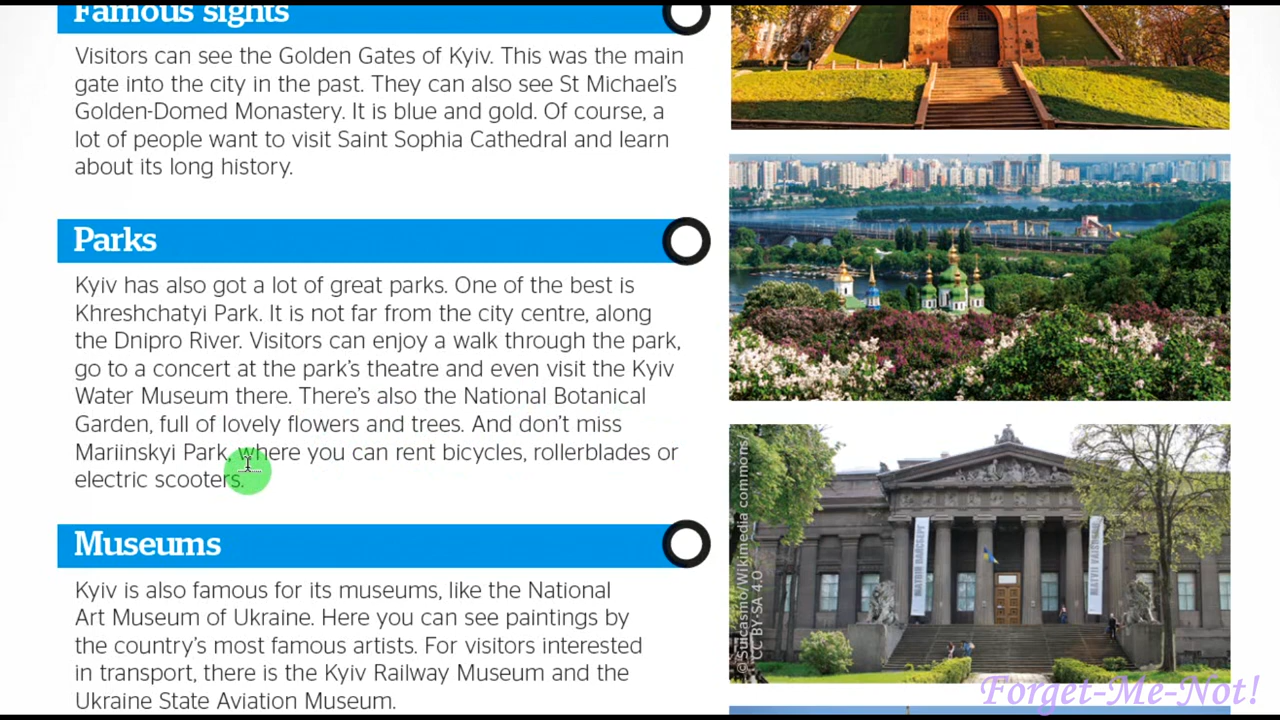 Famous sights
Visitors can see the Golden Gates of Kyiv. This was the main
gate into the city in the past. They can also see St Michael's
Golden-Domed Monastery. It is blue and gold. Of course, a
lot of people want to visit Saint Sophia Cathedral and learn
about its long history.
Parks
Kyiv has also got a lot of great parks. One of the best is
Khreshchatyi Park. It is not far from the city centre, along
the Dnipro River. Visitors can enjoy a walk through the park,
go to a concert at the park's theatre and even visit the Kyiv
Water Museum there. There's also the National Botanical
Garden, full of lovely flowers and trees. And don't miss
Mariinskyi Park, where you can rent bicycles, rollerblades or
electric scooters.
Museums
Kyiv is also famous for its museums, like the National
Art Museum of Ukraine. Here you can see paintings by
the country's most famous artists. For visitors interested
in transport, there is the Kyiv Railway Museum and the
Ukraine State Aviation Museum.
©Suicasmo/Wikimedia commons/
CC BY-SA 4.0
Forget-Me-Not!